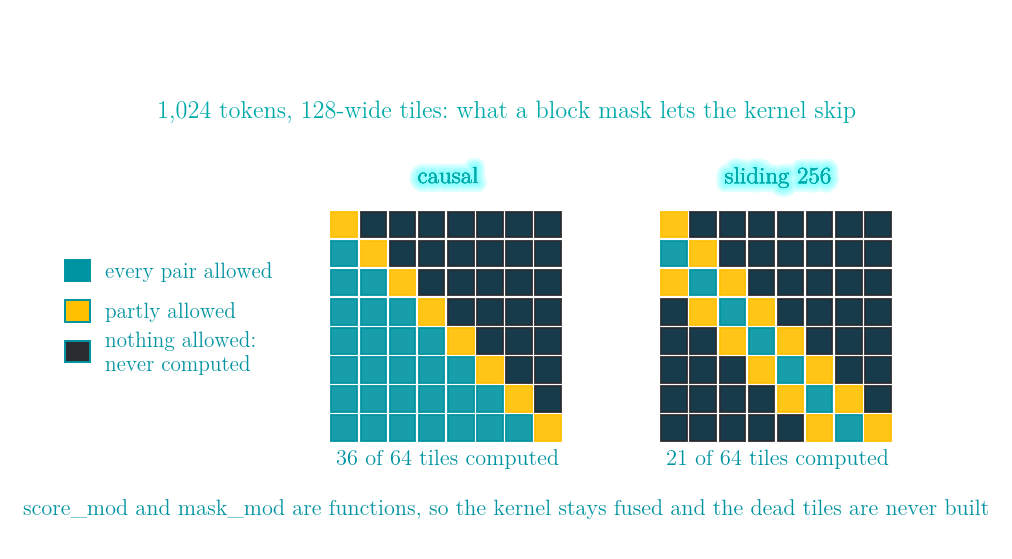 1,024 tokens, 128-wide tiles: what a block mask lets the kernel skip
causal
sliding 256
every pair allowed
partly allowed
nothing allowed:
never computed
36 of 64 tiles computed
21 of 64 tiles computed
score_mod and mask_mod are functions, so the kernel stays fused and the dead tiles are never built